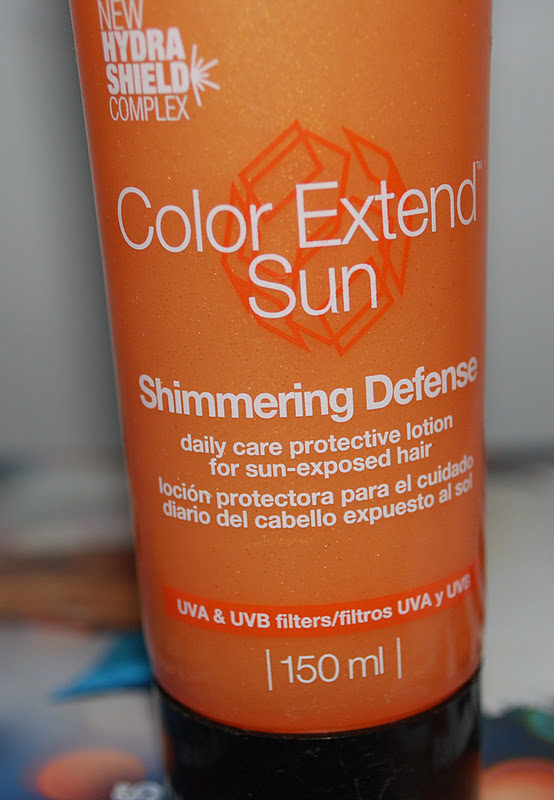 NEW
HYDRA
SHIELD
COMPLEX
Color Extend™
Sun
Shimmering Defense
daily care protective lotion
for sun-exposed hair
loción protectora para el cuidado
diario del cabello expuesto al sol
UVA & UVB filters/filtros UVA y UVB
150 ml